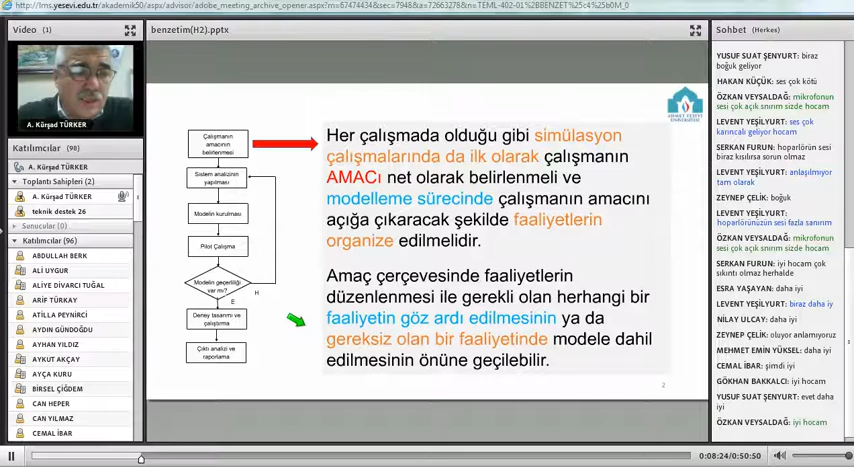 http://lms.yesevi.edu.tr/akademik50/aspx/advisor/adobe_meeting_archive_opener.aspx?m=67474434&sec=7948&a=72663278&n=TEML-402-01%2BBENZET%25c4%25b0M_0
Video (1)
A. Kürşad TÜRKER
Katılımcılar (98)
A. Kürşad TÜRKER
Toplantı Sahipleri (2)
A. Kürşad TÜRKER
teknik destek 26
Sunucular (0)
Katılımcılar (96)
ABDULLAH BERK
ALİ UYGUR
ALİYE DİVARCI TUĞAL
ARİF TÜRKAY
ATİLLA PEYNİRCİ
AYDIN GÜNDOĞDU
AYHAN YILDIZ
AYKUT AKÇAY
AYÇA KURU
BİRSEL ÇİĞDEM
CAN HEPER
CAN YILMAZ
CEMAL İBAR
benzetim(H2).pptx
Çalışmanın
amacının
belirlenmesi
Sistem analizinin
yapılması
Modelin kurulması
Pilot Çalışma
Modelin geçerliliği
var mı?
H
E
Deney tasarımı ve
çalıştırma
Çıktı analizi ve
raporlama
AHMET YESEVİ
ÜNİVERSİTESİ
Her çalışmada olduğu gibi simülasyon
çalışmalarında da ilk olarak çalışmanın
AMACı net olarak belirlenmeli ve
modelleme sürecinde çalışmanın amacını
açığa çıkaracak şekilde faaliyetlerin
organize edilmelidir.
Amaç çerçevesinde faaliyetlerin
düzenlenmesi ile gerekli olan herhangi bir
faaliyetin göz ardı edilmesinin ya da
gereksiz olan bir faaliyetinde modele dahil
edilmesinin önüne geçilebilir.
2
Sohbet (Herkes)
YUSUF SUAT ŞENYURT: biraz
boğuk geliyor
HAKAN KÜÇÜK: ses çok kötü
ÖZKAN VEYSALDAĞ: mikrofonun
sesi çok açık sınırım sizde hocam
LEVENT YEŞİLYURT: ses çok
karıncalı geliyor hocam
SERKAN FURUN: hoparlörün sesi
biraz kısılırsa sorun olmaz
LEVENT YEŞİLYURT: anlaşılmıyor
tam olarak
ZEYNEP ÇELİK: boğuk
LEVENT YEŞİLYURT:
hoparlörünüzün sesi fazla sanırım
ÖZKAN VEYSALDAĞ: mikrofonun
sesi çok açık sınırım sizde hocam
SERKAN FURUN: iyi hocam çok
sıkıntı olmaz herhalde
ESRA YAŞAYAN: daha iyi
LEVENT YEŞİLYURT: biraz daha iy
NİLAY ULCAY: daha iyi
ZEYNEP ÇELİK: oluyor anlamıyoruz
MEHMET EMİN YÜKSEL: daha iyi
CEMAL İBAR: şimdi iyi
GÖKHAN BAKKALCI: iyi hocam
YUSUF SUAT ŞENYURT: evet daha
iyi
ÖZKAN VEYSALDAĞ: iyi hocam
0:08:24/0:50:50